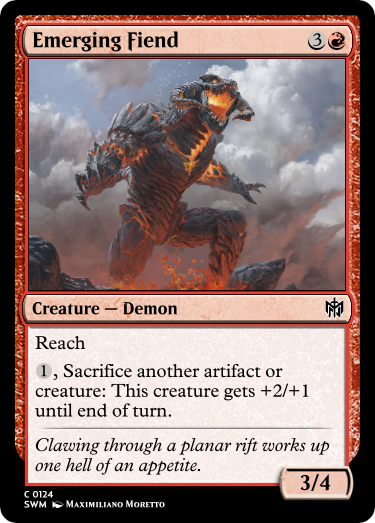 Emerging Fiend 3
Creature — Demon
Reach
1, Sacrifice another artifact or
creature: This creature gets +2/+1
until end of turn.
Clawing through a planar rift works up
one hell of an appetite.
3/4
C 0124
SWM Maximiliano Moretto